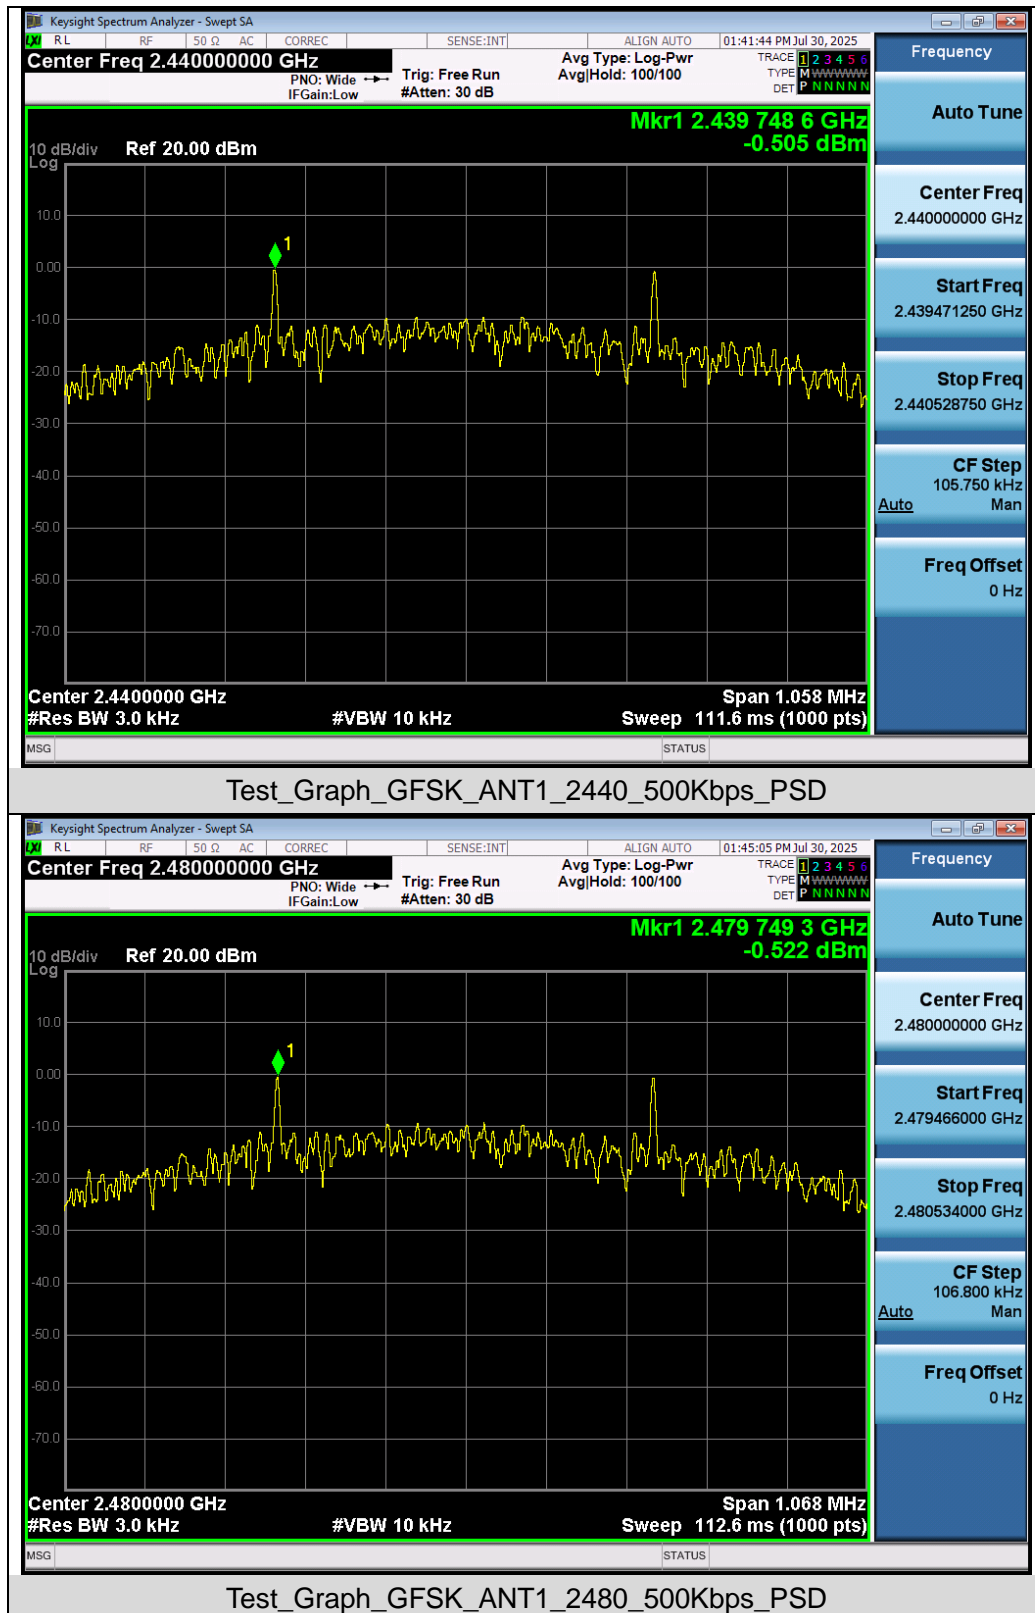 Keysight Spectrum Analyzer - Swept SA
LXI RL RF 50 Ω AC CORREC SENSE:INT ALIGN AUTO 01:41:44 PM Jul 30, 2025
Center Freq 2.440000000 GHz
PNO: Wide
IFGain:Low
Trig: Free Run
#Atten: 30 dB
Avg Type: Log-Pwr
Avg|Hold: 100/100
TRACE 1 2 3 4 5 6
TYPE M W W W W W
DET P N N N N N
Mkr1 2.439 748 6 GHz
-0.505 dBm
10 dB/div Ref 20.00 dBm
Log
10.0
0.00
-10.0
-20.0
-30.0
-40.0
-50.0
-60.0
-70.0
1
Center 2.4400000 GHz Span 1.058 MHz
#Res BW 3.0 kHz #VBW 10 kHz Sweep 111.6 ms (1000 pts)
MSG STATUS
Frequency
Auto Tune
Center Freq
2.440000000 GHz
Start Freq
2.439471250 GHz
Stop Freq
2.440528750 GHz
CF Step
105.750 kHz
Auto Man
Freq Offset
0 Hz
Test_Graph_GFSK_ANT1_2440_500Kbps_PSD
Keysight Spectrum Analyzer - Swept SA
LXI RL RF 50 Ω AC CORREC SENSE:INT ALIGN AUTO 01:45:05 PM Jul 30, 2025
Center Freq 2.480000000 GHz
PNO: Wide
IFGain:Low
Trig: Free Run
#Atten: 30 dB
Avg Type: Log-Pwr
Avg|Hold: 100/100
TRACE 1 2 3 4 5 6
TYPE M W W W W W
DET P N N N N N
Mkr1 2.479 749 3 GHz
-0.522 dBm
10 dB/div Ref 20.00 dBm
Log
10.0
0.00
-10.0
-20.0
-30.0
-40.0
-50.0
-60.0
-70.0
1
Center 2.4800000 GHz Span 1.068 MHz
#Res BW 3.0 kHz #VBW 10 kHz Sweep 112.6 ms (1000 pts)
MSG STATUS
Frequency
Auto Tune
Center Freq
2.480000000 GHz
Start Freq
2.479466000 GHz
Stop Freq
2.480534000 GHz
CF Step
106.800 kHz
Auto Man
Freq Offset
0 Hz
Test_Graph_GFSK_ANT1_2480_500Kbps_PSD